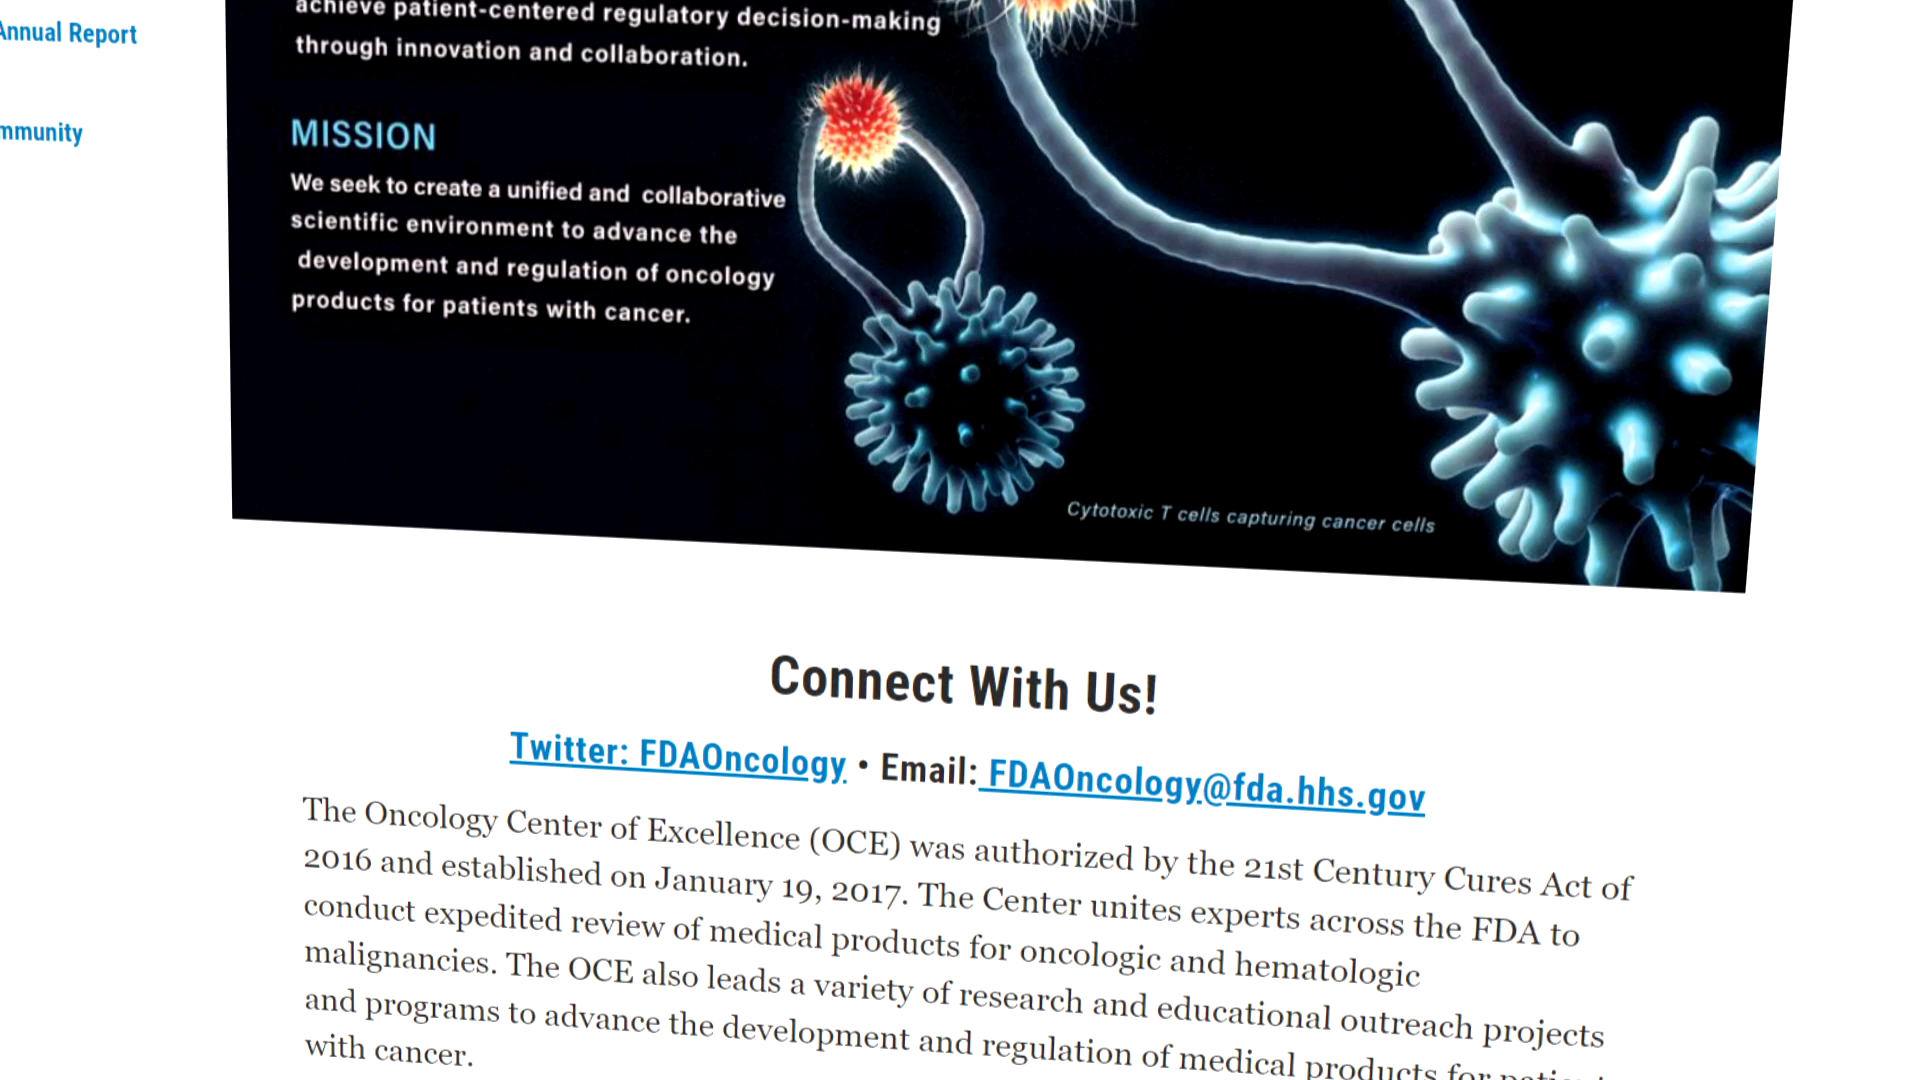 Annual Report
mmunity
achieve patient-centered regulatory decision-making
through innovation and collaboration.
MISSION
We seek to create a unified and collaborative
scientific environment to advance the
development and regulation of oncology
products for patients with cancer.
Cytotoxic T cells capturing cancer cells
Connect With Us!
Twitter: FDAOncology • Email: FDAOncology@fda.hhs.gov
The Oncology Center of Excellence (OCE) was authorized by the 21st Century Cures Act of
2016 and established on January 19, 2017. The Center unites experts across the FDA to
conduct expedited review of medical products for oncologic and hematologic
malignancies. The OCE also leads a variety of research and educational outreach projects
and programs to advance the development and regulation of medical products for
with cancer.